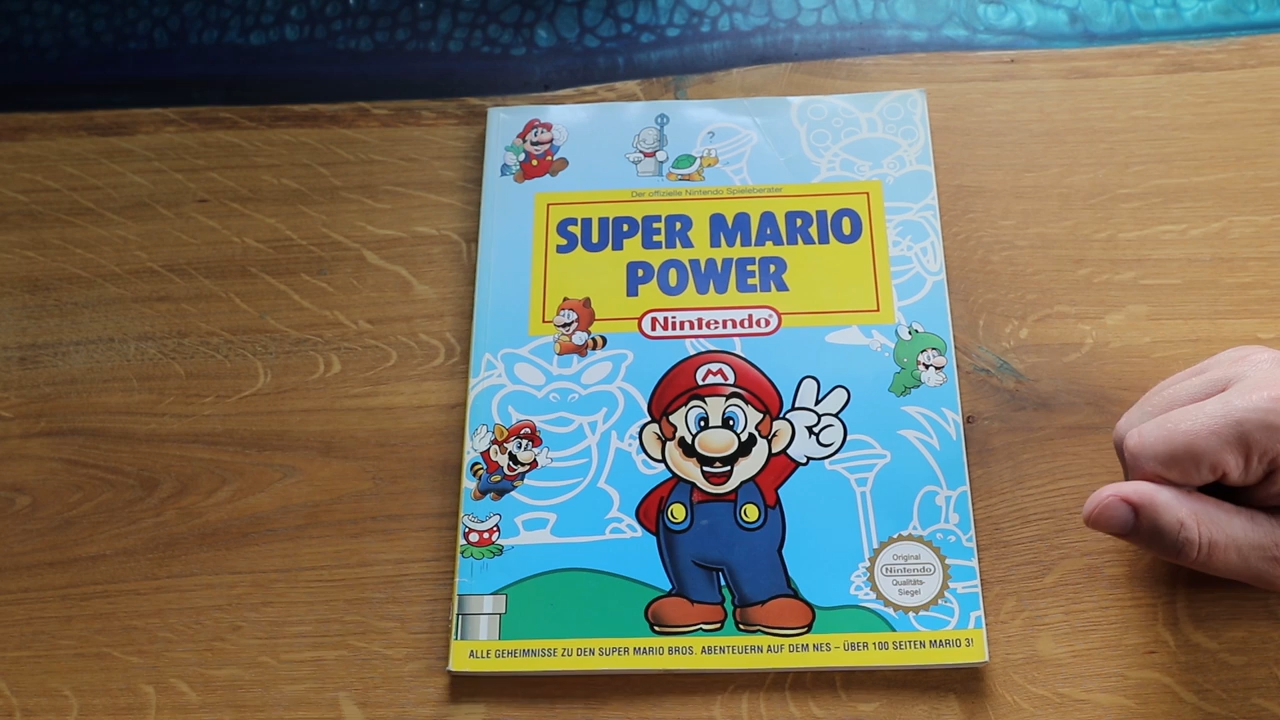 Der offizielle Nintendo Spieleberater
SUPER MARIO
POWER
Nintendo®
M
Original
Nintendo
Qualitäts-
Siegel
ALLE GEHEIMNISSE ZU DEN SUPER MARIO BROS. ABENTEUERN AUF DEM NES – ÜBER 100 SEITEN MARIO 3!